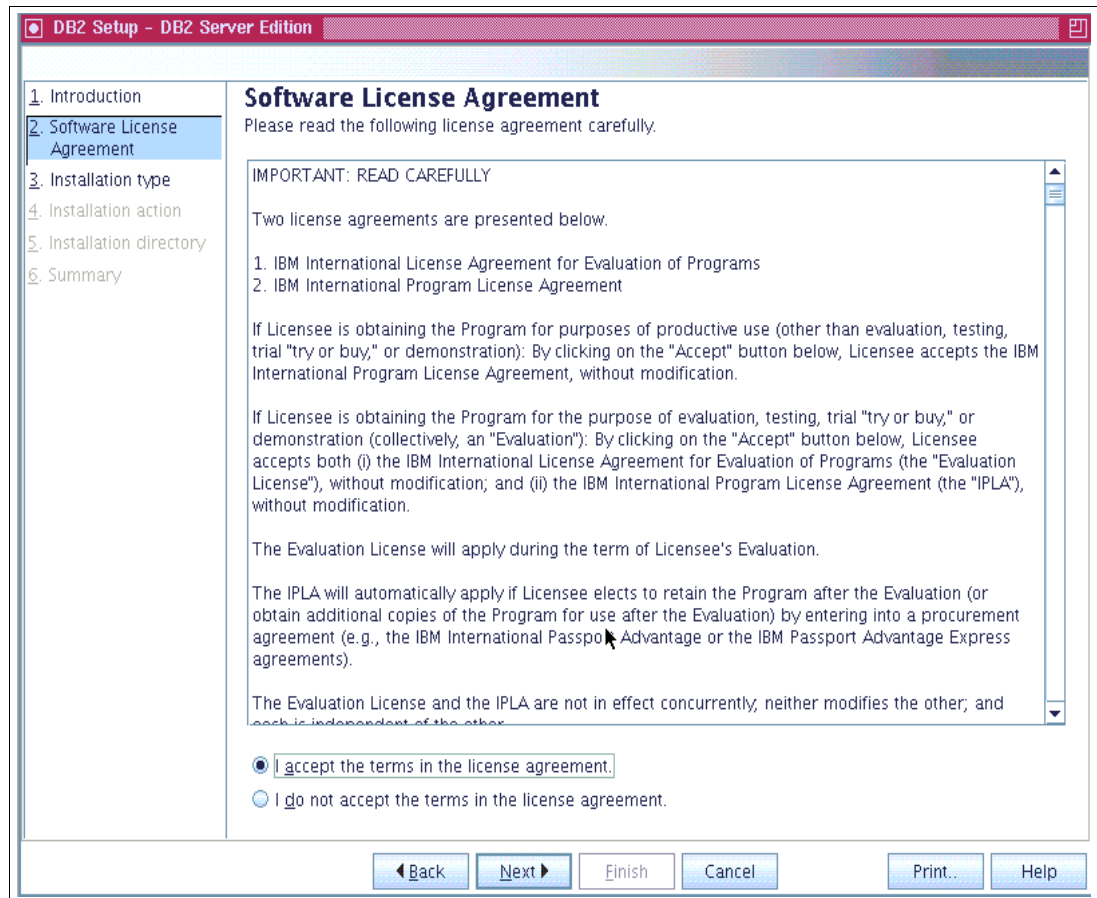 DB2 Setup - DB2 Server Edition
1. Introduction
2. Software License
Agreement
3. Installation type
4. Installation action
5. Installation directory
6. Summary
Software License Agreement
Please read the following license agreement carefully.
IMPORTANT: READ CAREFULLY
Two license agreements are presented below.
1. IBM International License Agreement for Evaluation of Programs
2. IBM International Program License Agreement
If Licensee is obtaining the Program for purposes of productive use (other than evaluation, testing,
trial "try or buy," or demonstration): By clicking on the "Accept" button below, Licensee accepts the IBM
International Program License Agreement, without modification.
If Licensee is obtaining the Program for the purpose of evaluation, testing, trial "try or buy," or
demonstration (collectively, an "Evaluation"): By clicking on the "Accept" button below, Licensee
accepts both (i) the IBM International License Agreement for Evaluation of Programs (the "Evaluation
License"), without modification; and (ii) the IBM International Program License Agreement (the "IPLA"),
without modification.
The Evaluation License will apply during the term of Licensee's Evaluation.
The IPLA will automatically apply if Licensee elects to retain the Program after the Evaluation (or
obtain additional copies of the Program for use after the Evaluation) by entering into a procurement
agreement (e.g., the IBM International Passport Advantage or the IBM Passport Advantage Express
agreements).
The Evaluation License and the IPLA are not in effect concurrently; neither modifies the other; and
each is independent of the other.
I accept the terms in the license agreement.
I do not accept the terms in the license agreement.
Back Next Finish Cancel Print.. Help